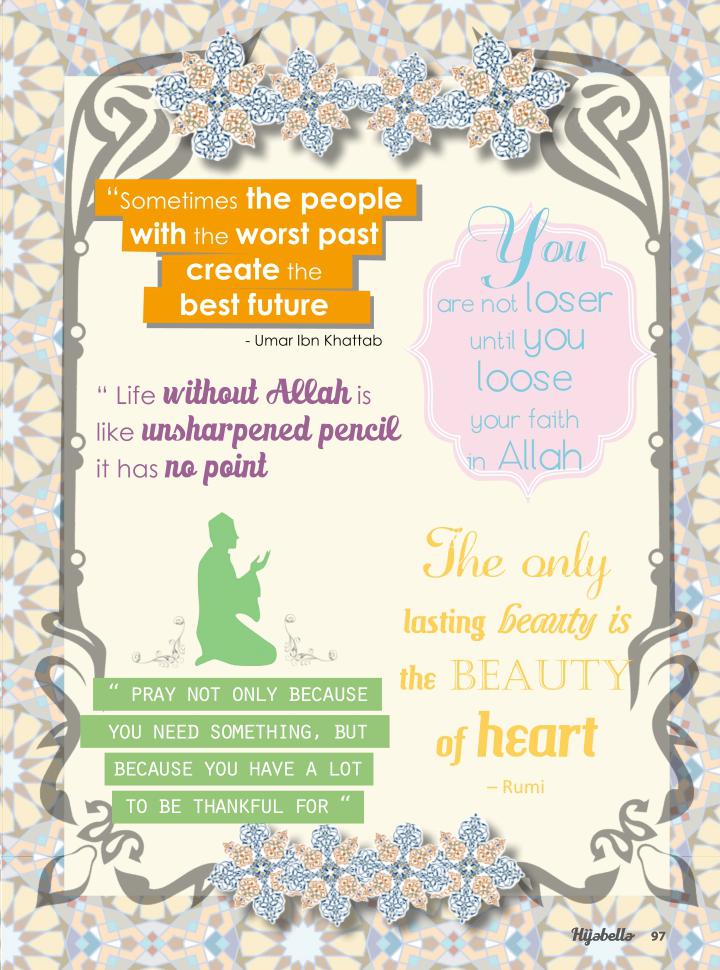 “Sometimes the people
with the worst past
create the
best future
- Umar Ibn Khattab
You
are not loser
until you
loose
your faith
in Allah
“ Life without Allah is
like unsharpened pencil
it has no point
The only
lasting beauty is
the BEAUTY
of heart
– Rumi
“ PRAY NOT ONLY BECAUSE
YOU NEED SOMETHING, BUT
BECAUSE YOU HAVE A LOT
TO BE THANKFUL FOR “
Hijabella 97